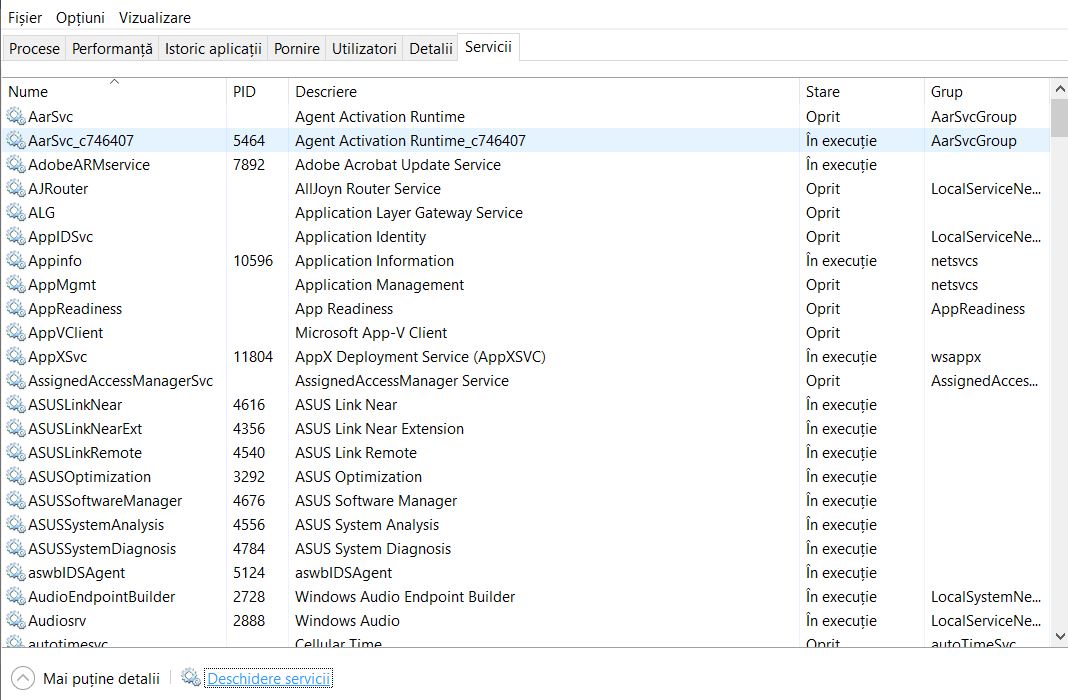 Fișier Opțiuni Vizualizare
Procese Performanță Istoric aplicații Pornire Utilizatori Detalii Servicii
Nume PID Descriere Stare Grup
AarSvc Agent Activation Runtime Oprit AarSvcGroup
AarSvc_c746407 5464 Agent Activation Runtime_c746407 În execuție AarSvcGroup
AdobeARMservice 7892 Adobe Acrobat Update Service În execuție
AJRouter AllJoyn Router Service Oprit LocalServiceNe...
ALG Application Layer Gateway Service Oprit
AppIDSvc Application Identity Oprit LocalServiceNe...
Appinfo 10596 Application Information În execuție netsvcs
AppMgmt Application Management Oprit netsvcs
AppReadiness App Readiness Oprit AppReadiness
AppVClient Microsoft App-V Client Oprit
AppXSvc 11804 AppX Deployment Service (AppXSVC) În execuție wsappx
AssignedAccessManagerSvc AssignedAccessManager Service Oprit AssignedAcces...
ASUSLinkNear 4616 ASUS Link Near În execuție
ASUSLinkNearExt 4356 ASUS Link Near Extension În execuție
ASUSLinkRemote 4540 ASUS Link Remote În execuție
ASUSOptimization 3292 ASUS Optimization În execuție
ASUSSoftwareManager 4676 ASUS Software Manager În execuție
ASUSSystemAnalysis 4556 ASUS System Analysis În execuție
ASUSSystemDiagnosis 4784 ASUS System Diagnosis În execuție
aswbIDSAgent 5124 aswbIDSAgent În execuție
AudioEndpointBuilder 2728 Windows Audio Endpoint Builder În execuție LocalSystemNe...
Audiosrv 2888 Windows Audio În execuție LocalServiceNe...
autotimesvc Cellular Time Oprit autoTimeSvc
Mai puține detalii Deschidere servicii